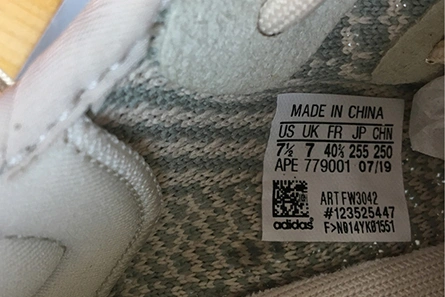 MADE IN CHINA
US UK FR JP CHN
7½ 7 40⅔ 255 250
APE 779001 07/19
ART FW3042
#123525447
adidas F>N014YKB1551